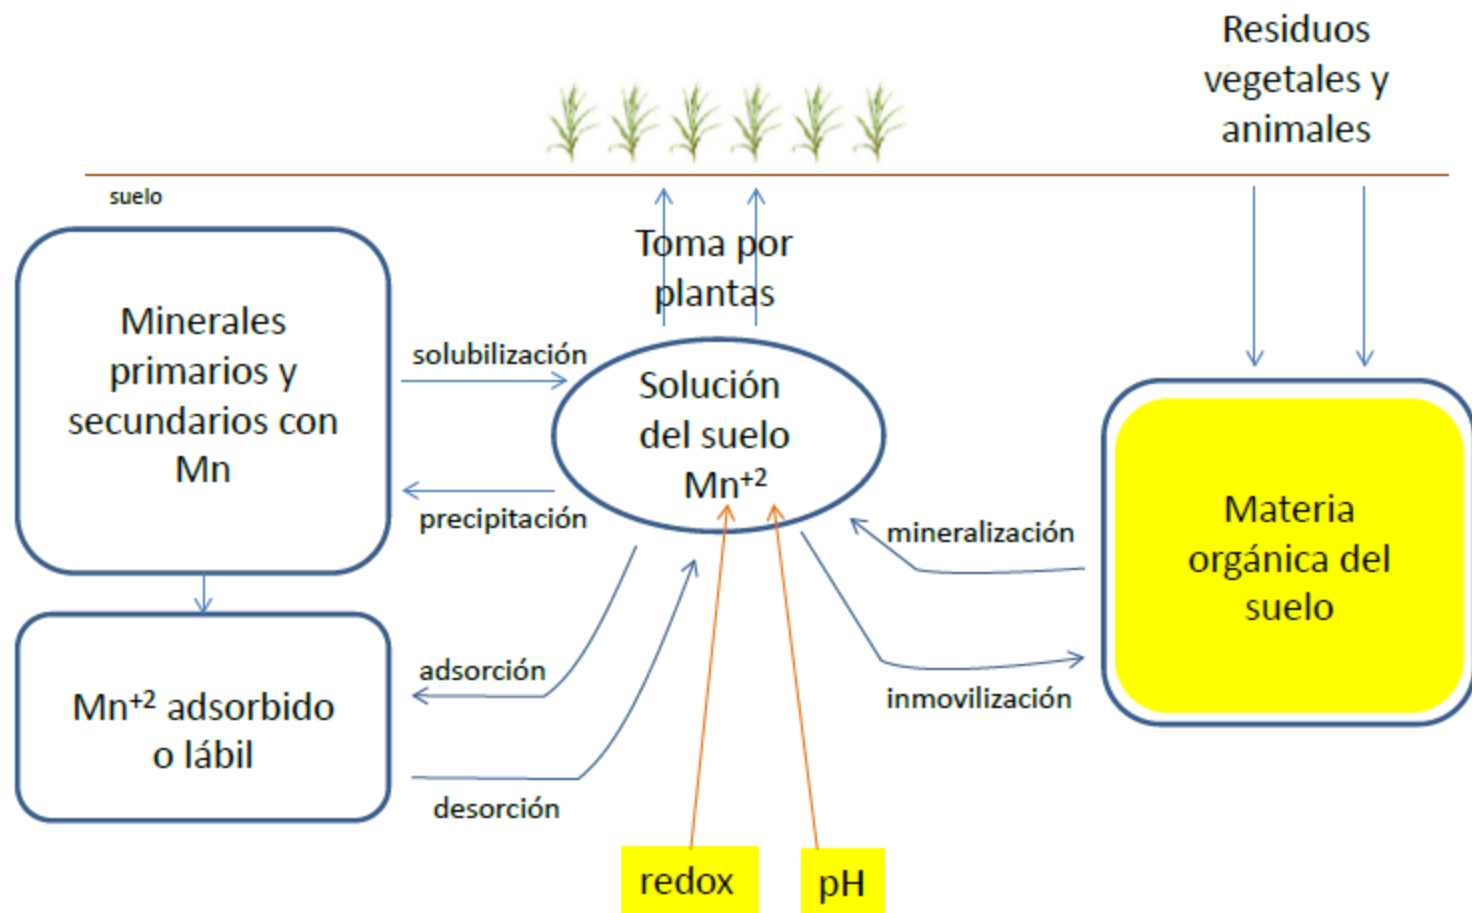 Residuos
vegetales y
animales
suelo
Toma por
plantas
Minerales
primarios y
secundarios con
Mn
solubilización
precipitación
Solución
del suelo
Mn⁺²
mineralización
inmovilización
Materia
orgánica del
suelo
Mn⁺² adsorbido
o lábil
adsorción
desorción
redox
pH